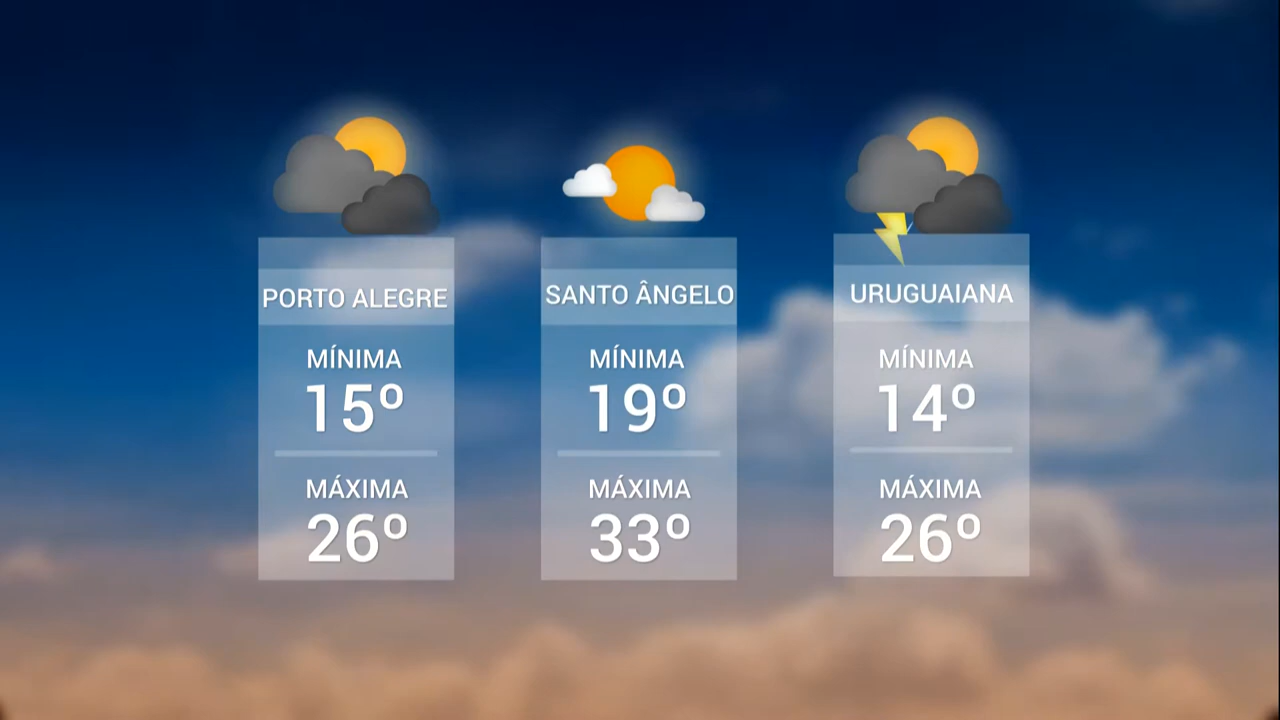 PORTO ALEGRE
MÍNIMA
15º
MÁXIMA
26º
SANTO ÂNGELO
MÍNIMA
19º
MÁXIMA
33º
URUGUAIANA
MÍNIMA
14º
MÁXIMA
26º